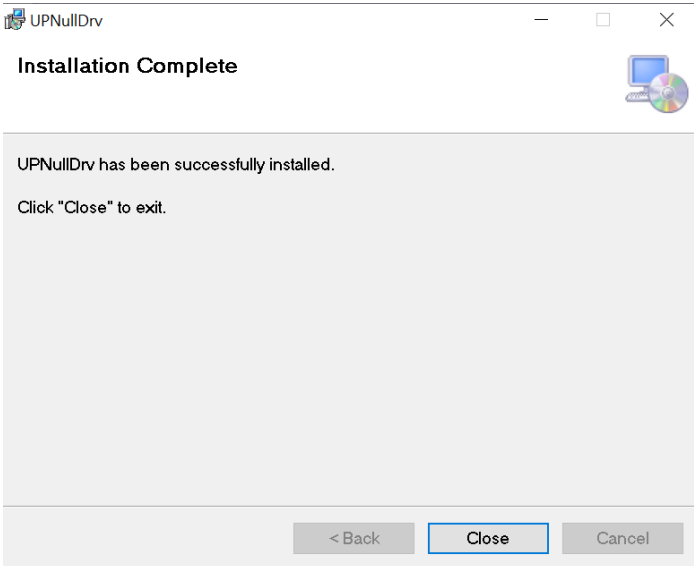 UPNullDrv
Installation Complete
UPNullDrv has been successfully installed.
Click "Close" to exit.
< Back
Close
Cancel